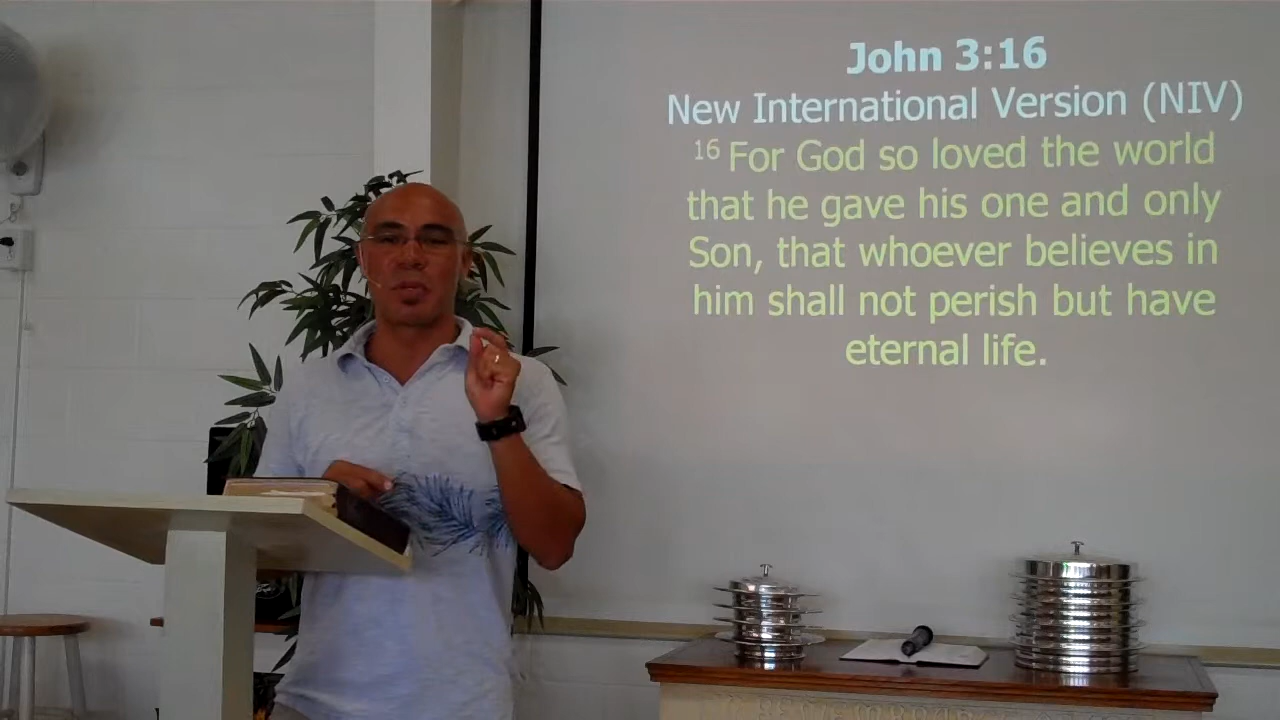 John 3:16
New International Version (NIV)
16 For God so loved the world
that he gave his one and only
Son, that whoever believes in
him shall not perish but have
eternal life.